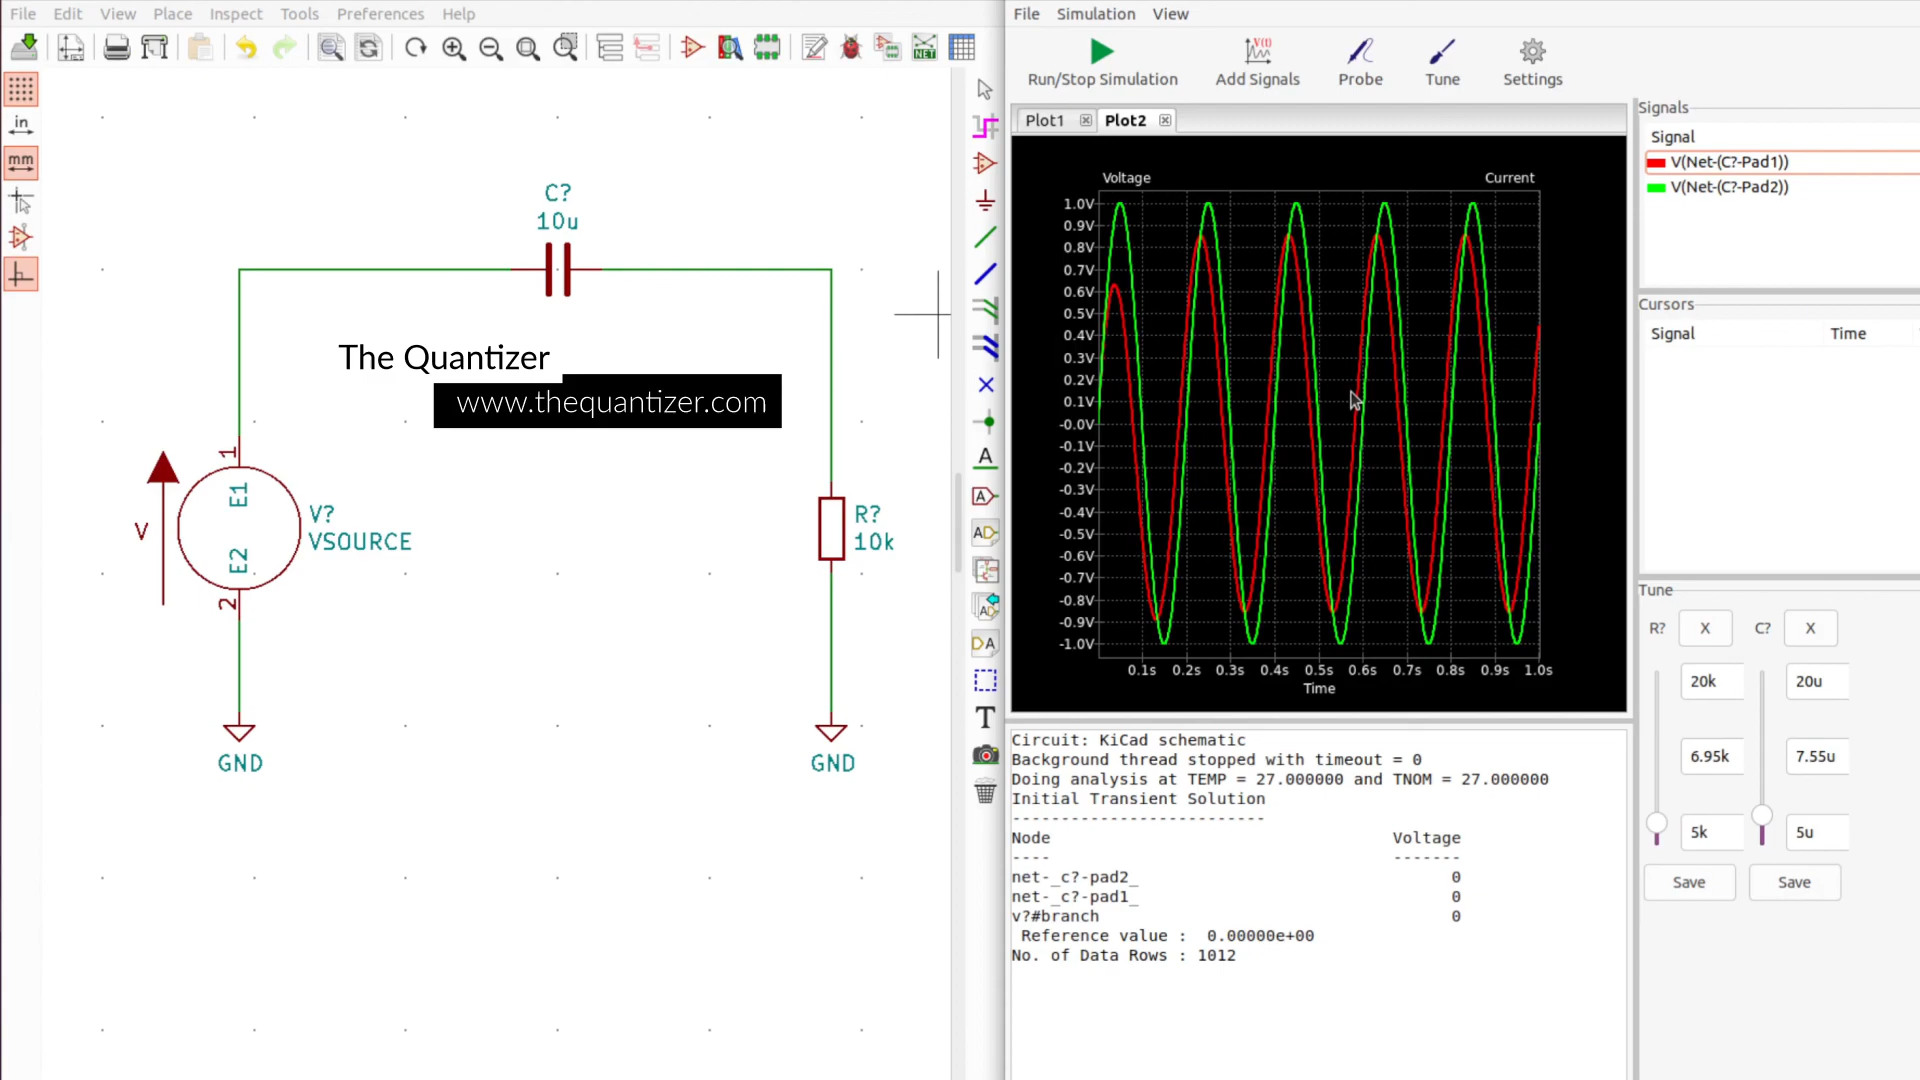 File Edit View Place Inspect Tools Preferences Help
File Simulation View
Run/Stop Simulation Add Signals Probe Tune Settings
in
mm
NET
V(t)
A
A
AD
AD
DA
T
C?
10u
The Quantizer
www.thequantizer.com
1
E1
V
V?
VSOURCE
E2
2
GND
R?
10k
GND
Plot1 Plot2
Voltage Current
1.0V
0.9V
0.8V
0.7V
0.6V
0.5V
0.4V
0.3V
0.2V
0.1V
-0.0V
-0.1V
-0.2V
-0.3V
-0.4V
-0.5V
-0.6V
-0.7V
-0.8V
-0.9V
-1.0V
0.1s 0.2s 0.3s 0.4s 0.5s 0.6s 0.7s 0.8s 0.9s 1.0s
Time
Signals
Signal
V(Net-(C?-Pad1))
V(Net-(C?-Pad2))
Cursors
Signal Time
Tune
R? X C? X
20k 20u
6.95k 7.55u
5k 5u
Save Save
Circuit: KiCad schematic
Background thread stopped with timeout = 0
Doing analysis at TEMP = 27.000000 and TNOM = 27.000000
Initial Transient Solution
--------------------------
Node Voltage
---- -------
net-_c?-pad2_ 0
net-_c?-pad1_ 0
v?#branch 0
Reference value : 0.00000e+00
No. of Data Rows : 1012